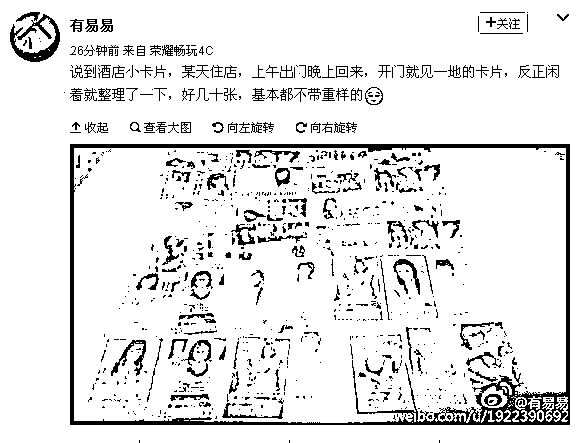 有易易
+关注
26分钟前 来自 荣耀畅玩4C
说到酒店小卡片，某天住店，上午出门晚上回来，开门就见一地的卡片，反正闲
着就整理了一下，好几十张，基本都不带重样的
收起 查看大图 向左旋转 向右旋转
@有易易
weibo.com/u/1922390692